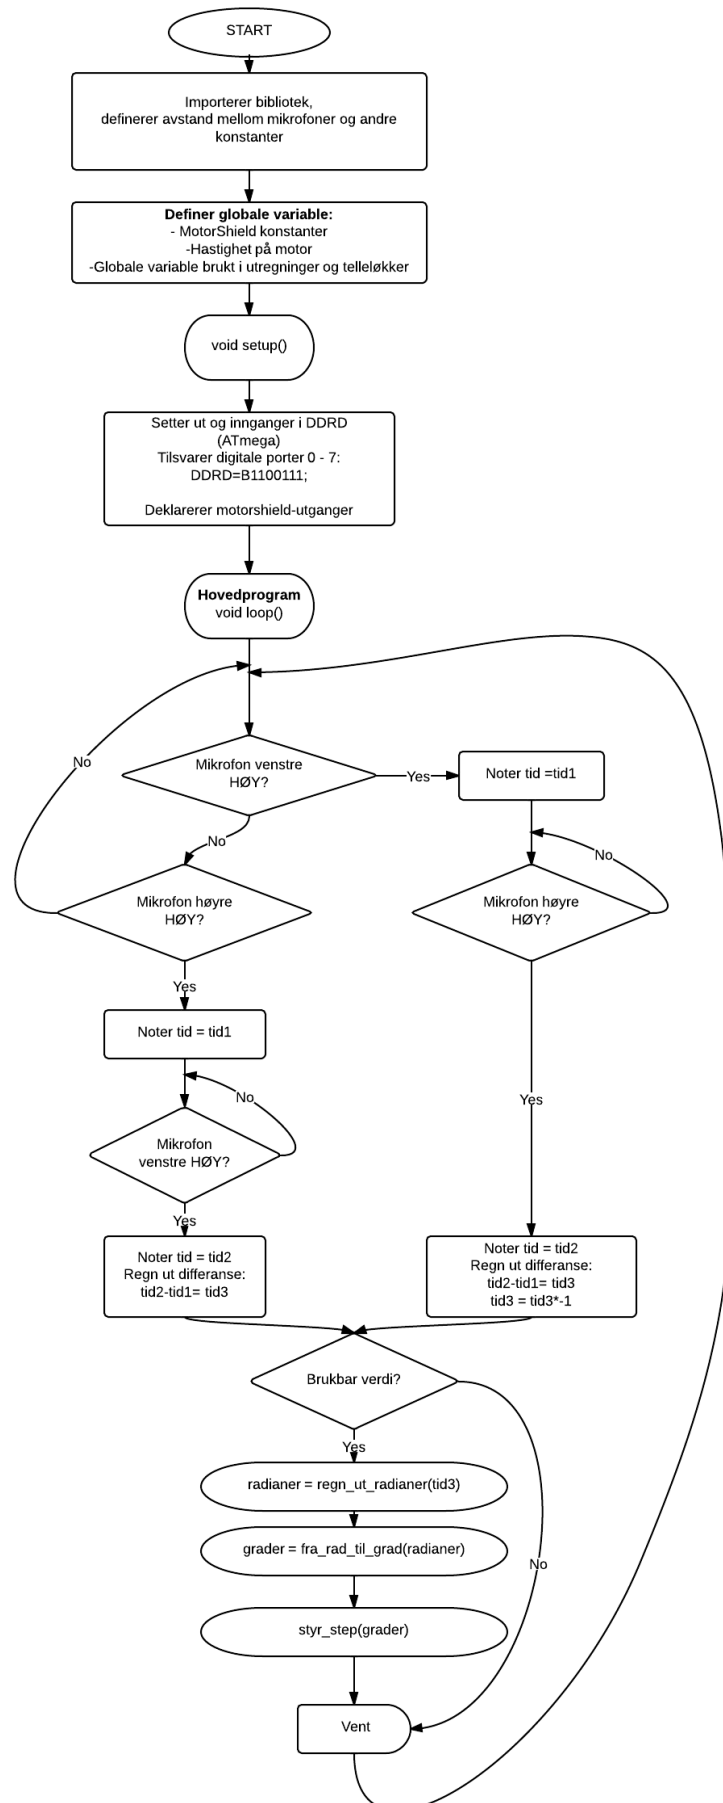 START
Importerer bibliotek,
definerer avstand mellom mikrofoner og andre
konstanter
Definer globale variable:
- MotorShield konstanter
-Hastighet på motor
-Globale variable brukt i utregninger og telleløkker
void setup()
Setter ut og innganger i DDRD
(ATmega)
Tilsvarer digitale porter 0 - 7:
DDRD=B1100111;
Deklarerer motorshield-utganger
Hovedprogram
void loop()
No
Mikrofon venstre
HØY?
Yes
Noter tid =tid1
No
No
Mikrofon høyre
HØY?
Mikrofon høyre
HØY?
Yes
Noter tid = tid1
No
Yes
Mikrofon
venstre HØY?
Yes
Noter tid = tid2
Regn ut differanse:
tid2-tid1= tid3
Noter tid = tid2
Regn ut differanse:
tid2-tid1= tid3
tid3 = tid3*-1
Brukbar verdi?
Yes
radianer = regn_ut_radianer(tid3)
grader = fra_rad_til_grad(radianer)
No
styr_step(grader)
Vent